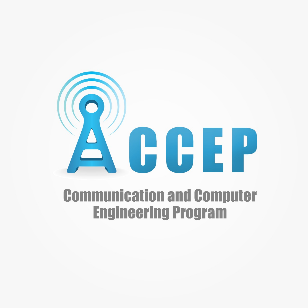 ACCEP
Communication and Computer
Engineering Program